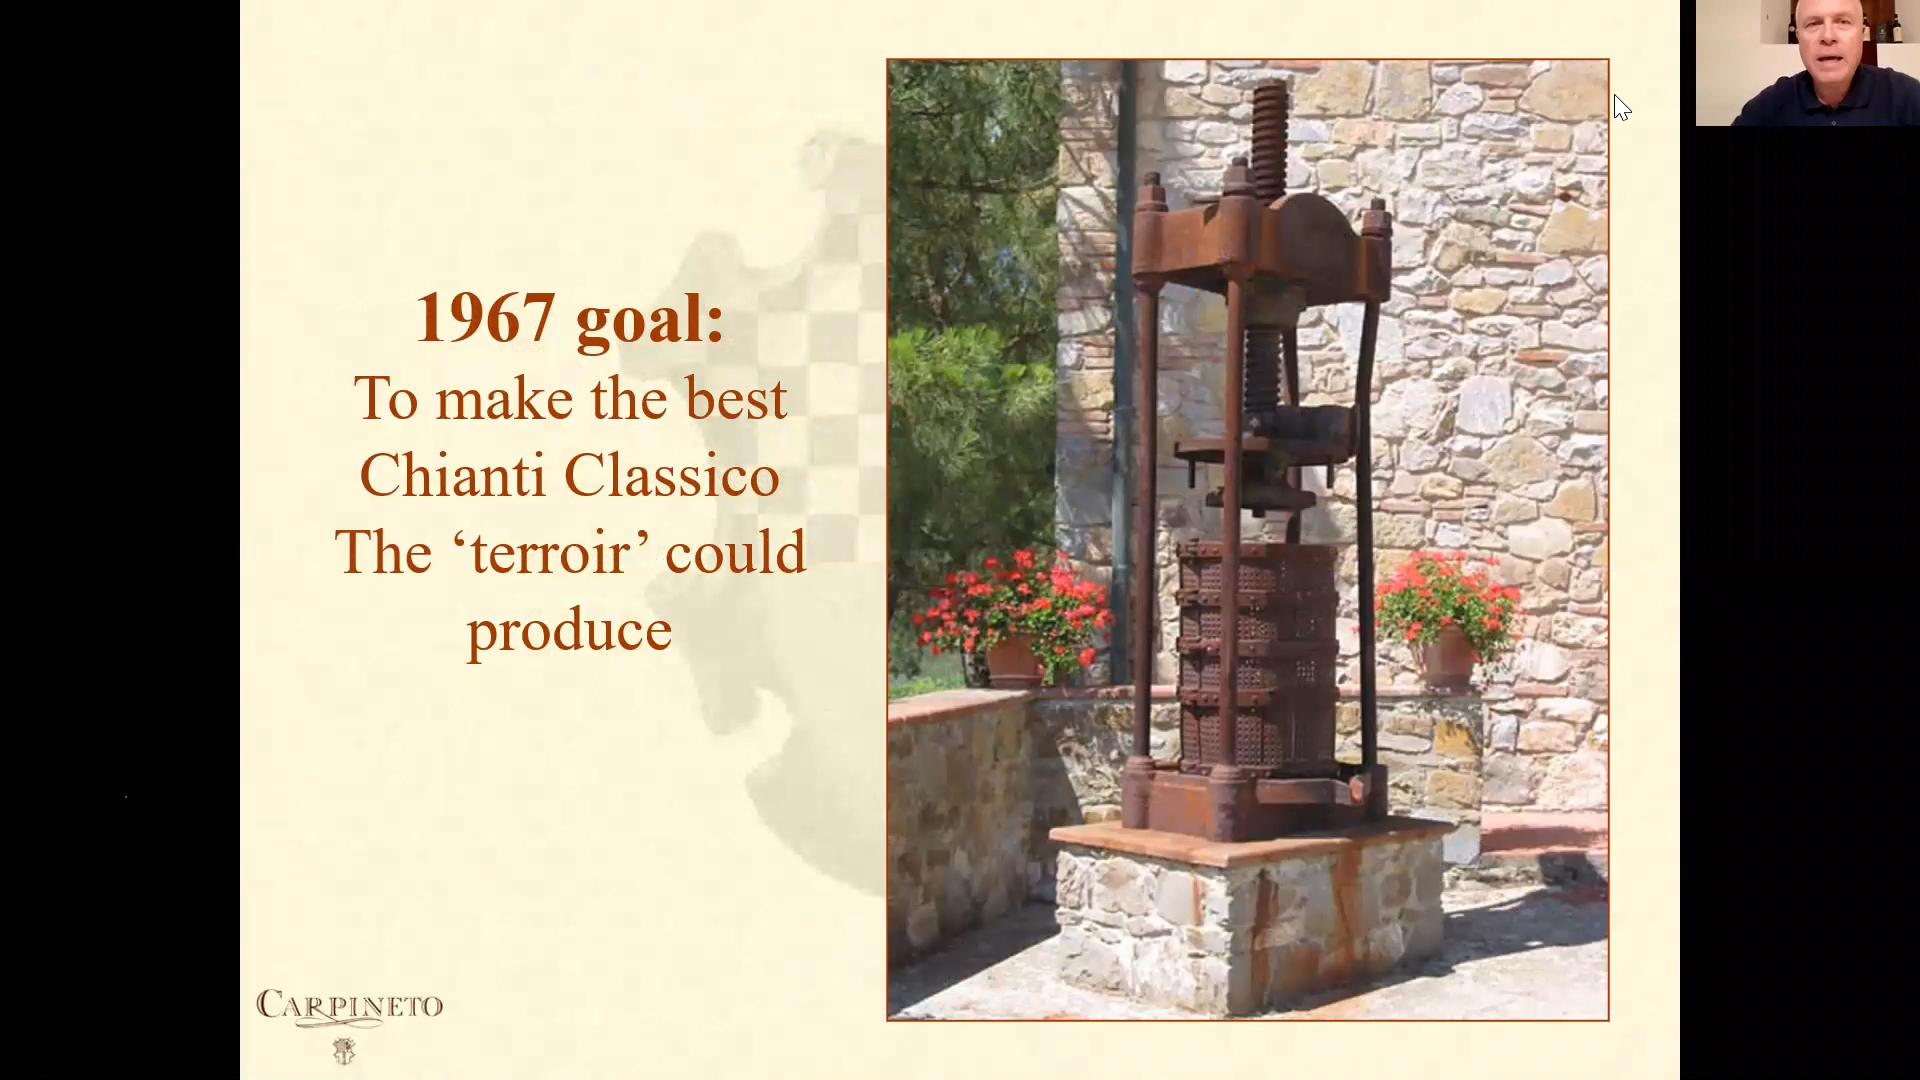 1967 goal:
To make the best
Chianti Classico
The ‘terroir’ could
produce
CARPINETO